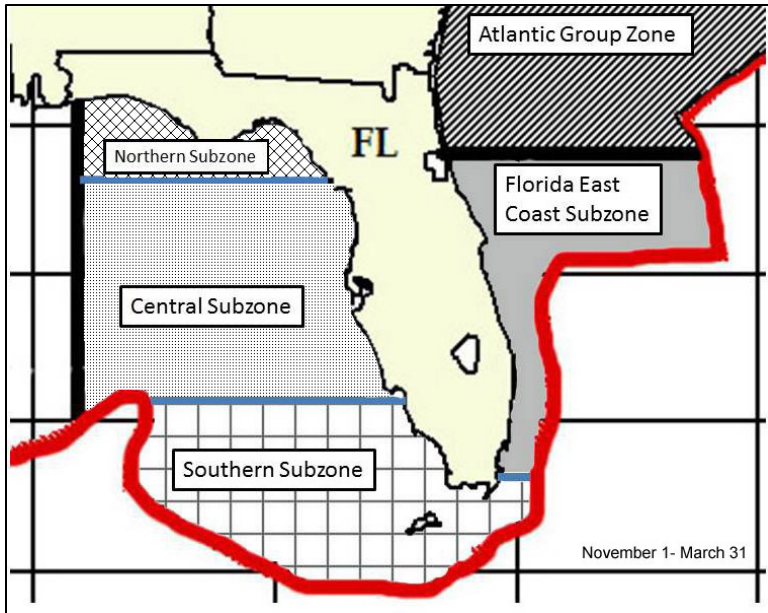 Atlantic Group Zone
FL
Northern Subzone
Florida East
Coast Subzone
Central Subzone
Southern Subzone
November 1- March 31